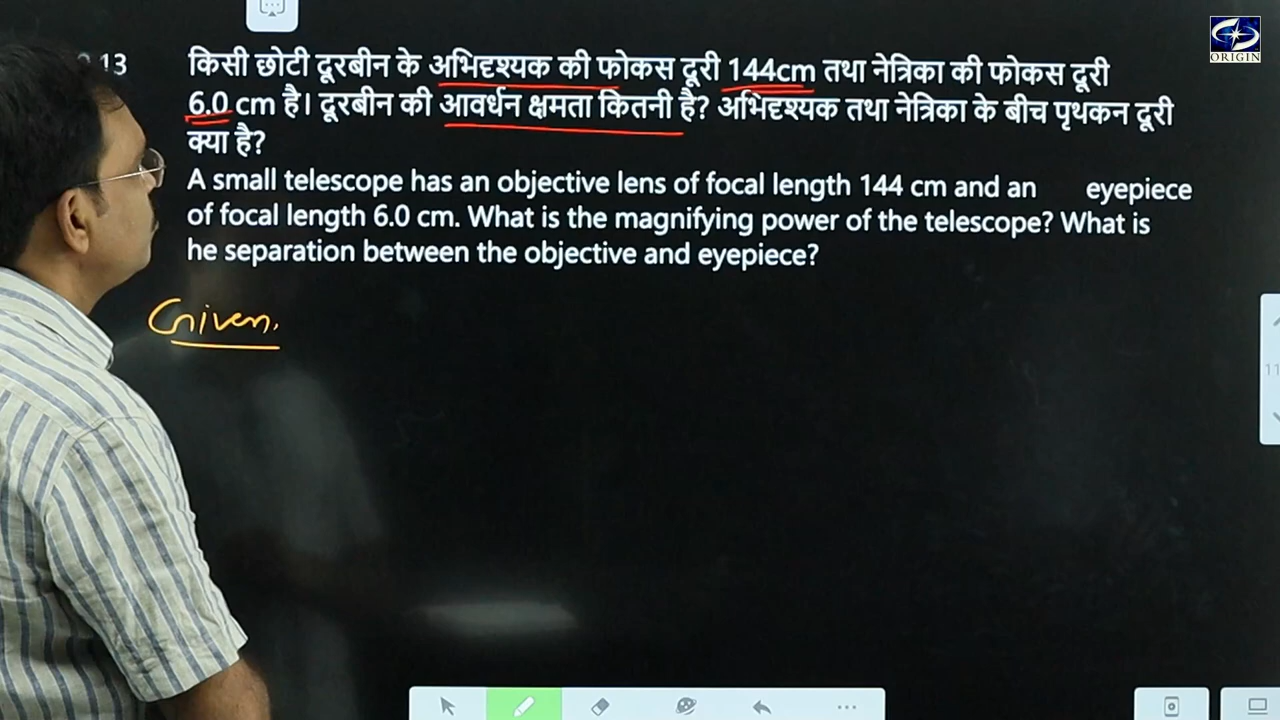 13
किसी छोटी दूरबीन के अभिदृश्यक की फोकस दूरी 144cm तथा नेत्रिका की फोकस दूरी
6.0 cm है। दूरबीन की आवर्धन क्षमता कितनी है? अभिदृश्यक तथा नेत्रिका के बीच पृथकन दूरी
क्या है?
A small telescope has an objective lens of focal length 144 cm and an eyepiece
of focal length 6.0 cm. What is the magnifying power of the telescope? What is
he separation between the objective and eyepiece?
Given.
ORIGIN
11